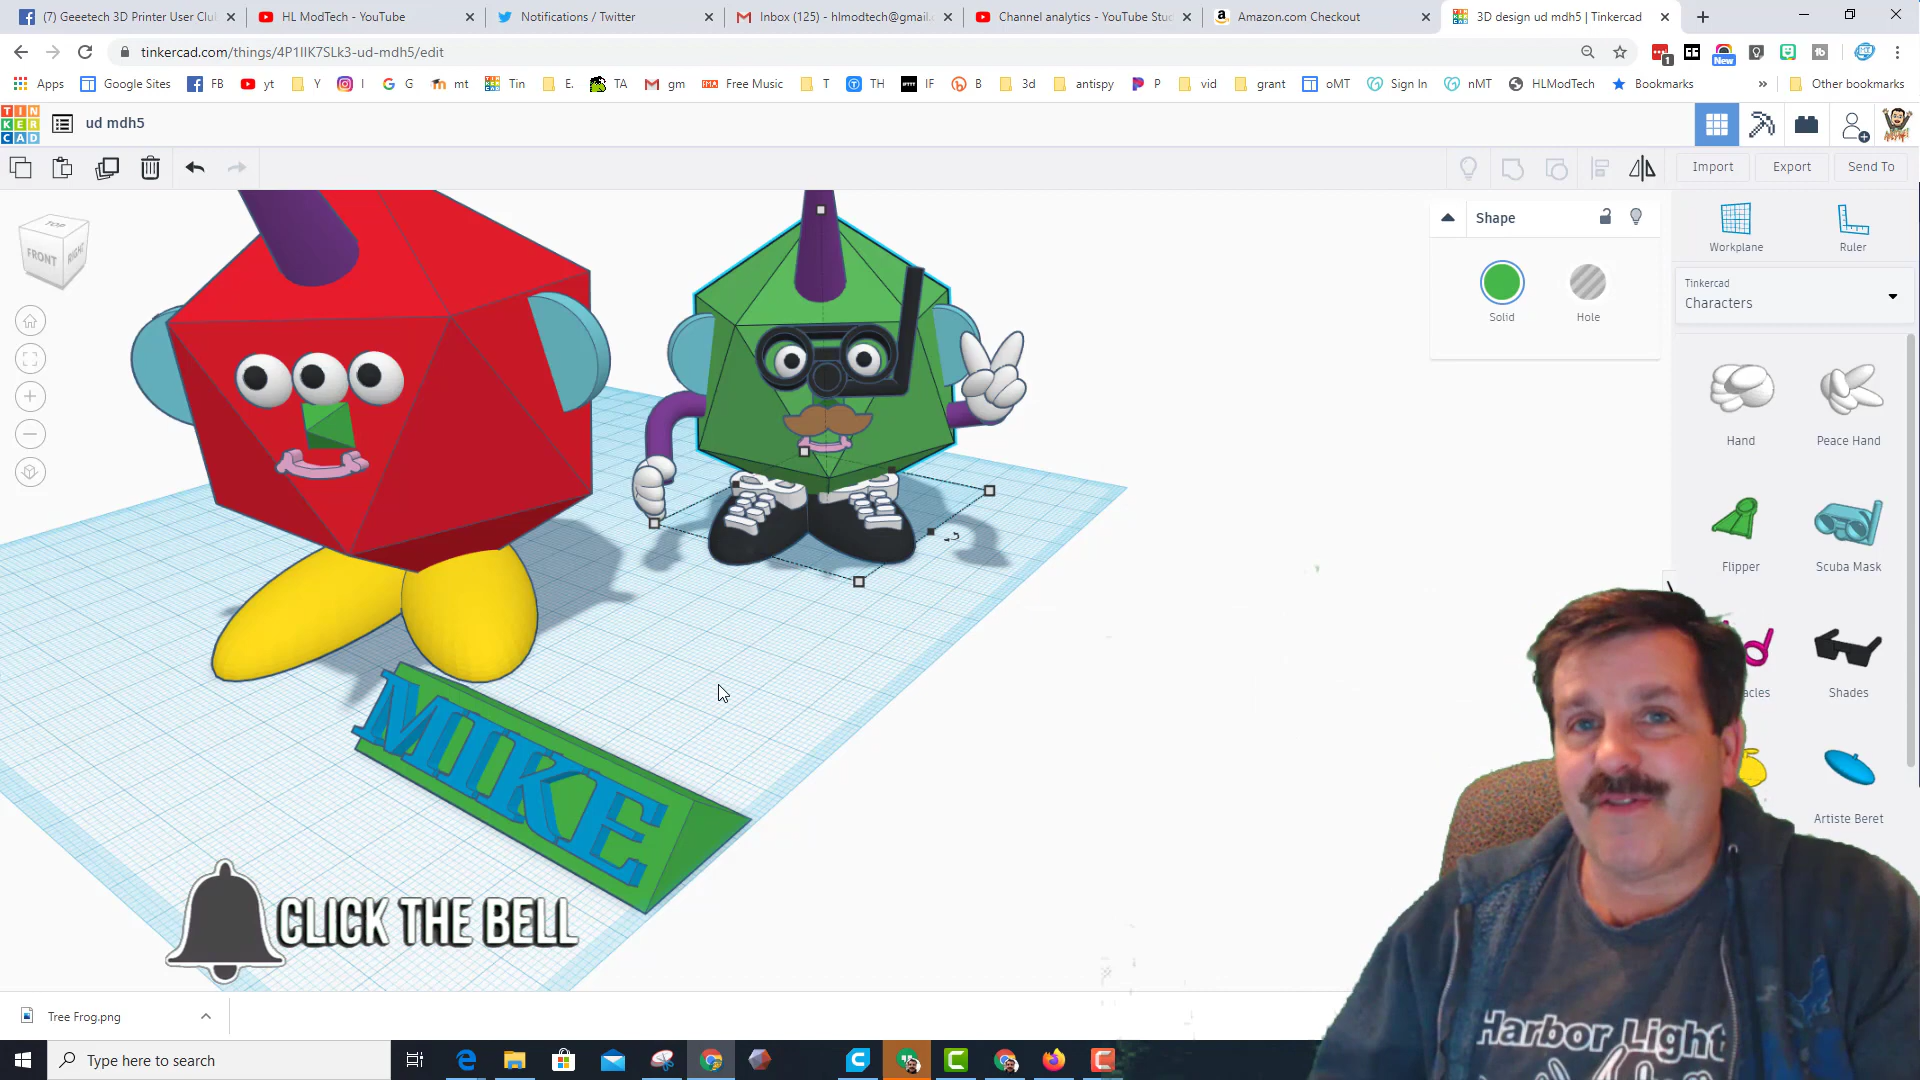 (7) Geeetech 3D Printer User Clu
HL ModTech - YouTube
Notifications / Twitter
Inbox (125) - hlmodtech@gmail.c
Channel analytics - YouTube Stu
Amazon.com Checkout
3D design ud mdh5 | Tinkercad
tinkercad.com/things/4P1IIK7SLk3-ud-mdh5/edit
1
New
Apps
Google Sites
FB
yt
Y
I
G
mt
Tin
E.
TA
gm
Free Music
T
TH
IF
B
3d
antispy
P
vid
grant
oMT
Sign In
nMT
HLModTech
Bookmarks
»
Other bookmarks
TIN
KER
CAD
ud mdh5
Import
Export
Send To
TOP
FRONT
RIGHT
Shape
Solid
Hole
Workplane
Ruler
Tinkercad
Characters
Hand
Peace Hand
Flipper
Scuba Mask
acles
Shades
Artiste Beret
MIKE
CLICK THE BELL
Harbor Light
Tree Frog.png
Type here to search